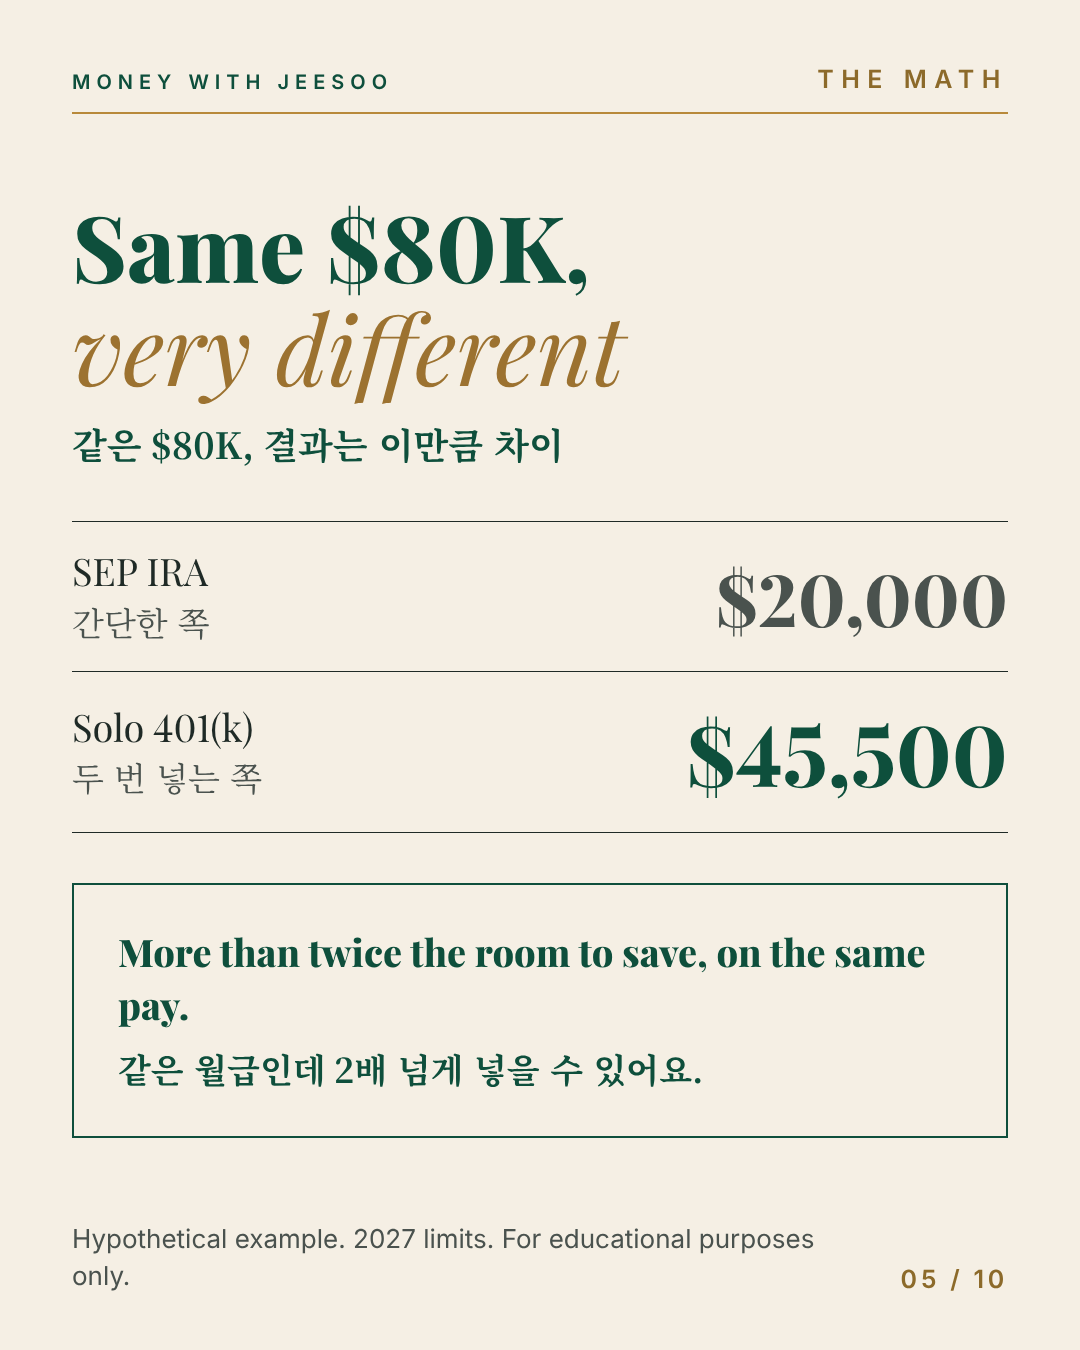 MONEY WITH JEESOO
THE MATH
Same $80K,
very different
같은 $80K, 결과는 이만큼 차이
SEP IRA
간단한 쪽
$20,000
Solo 401(k)
두 번 넣는 쪽
$45,500
More than twice the room to save, on the same
pay.
같은 월급인데 2배 넘게 넣을 수 있어요.
Hypothetical example. 2027 limits. For educational purposes
only.
05 / 10